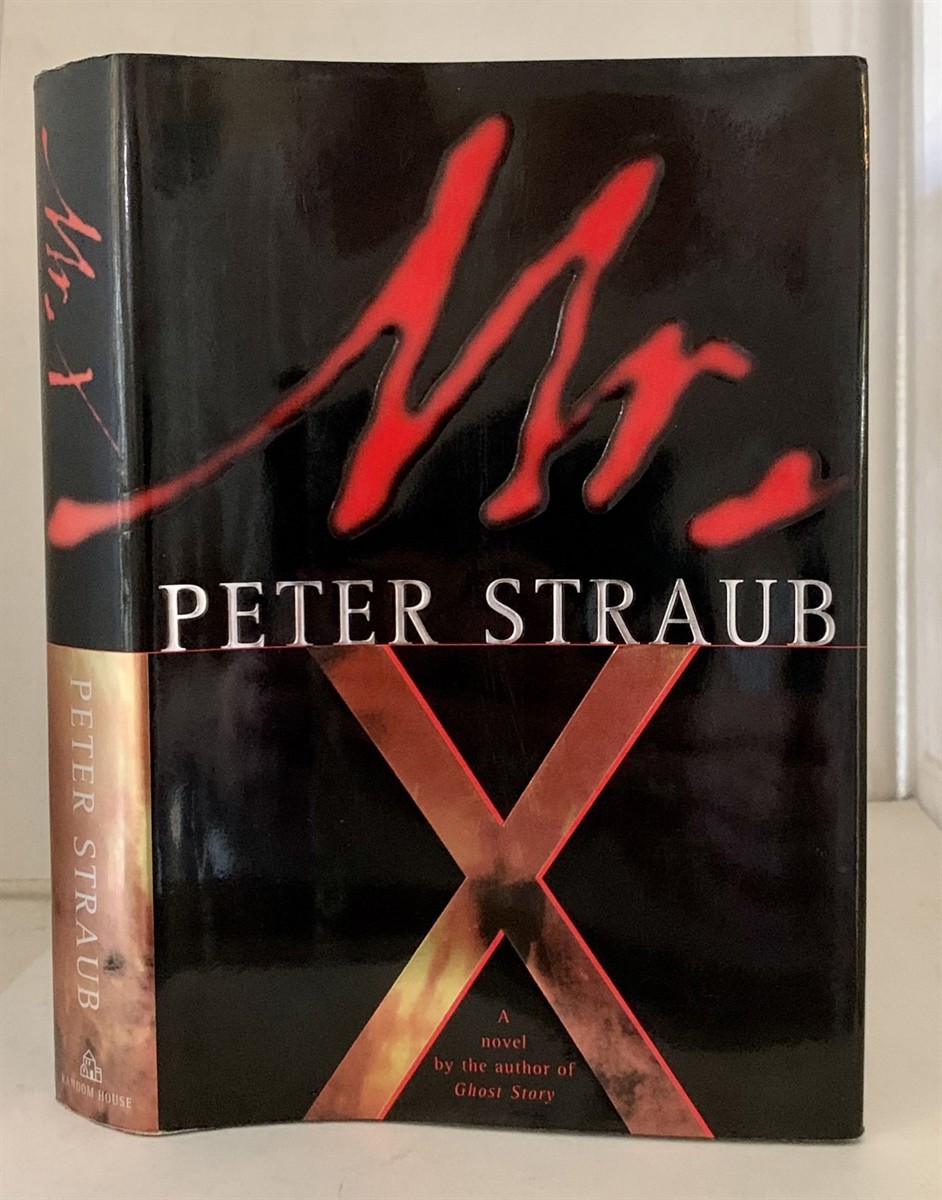 Mr. X
PETER STRAUB
RANDOM HOUSE
Mr.
PETER STRAUB
X
A
novel
by the author of
Ghost Story